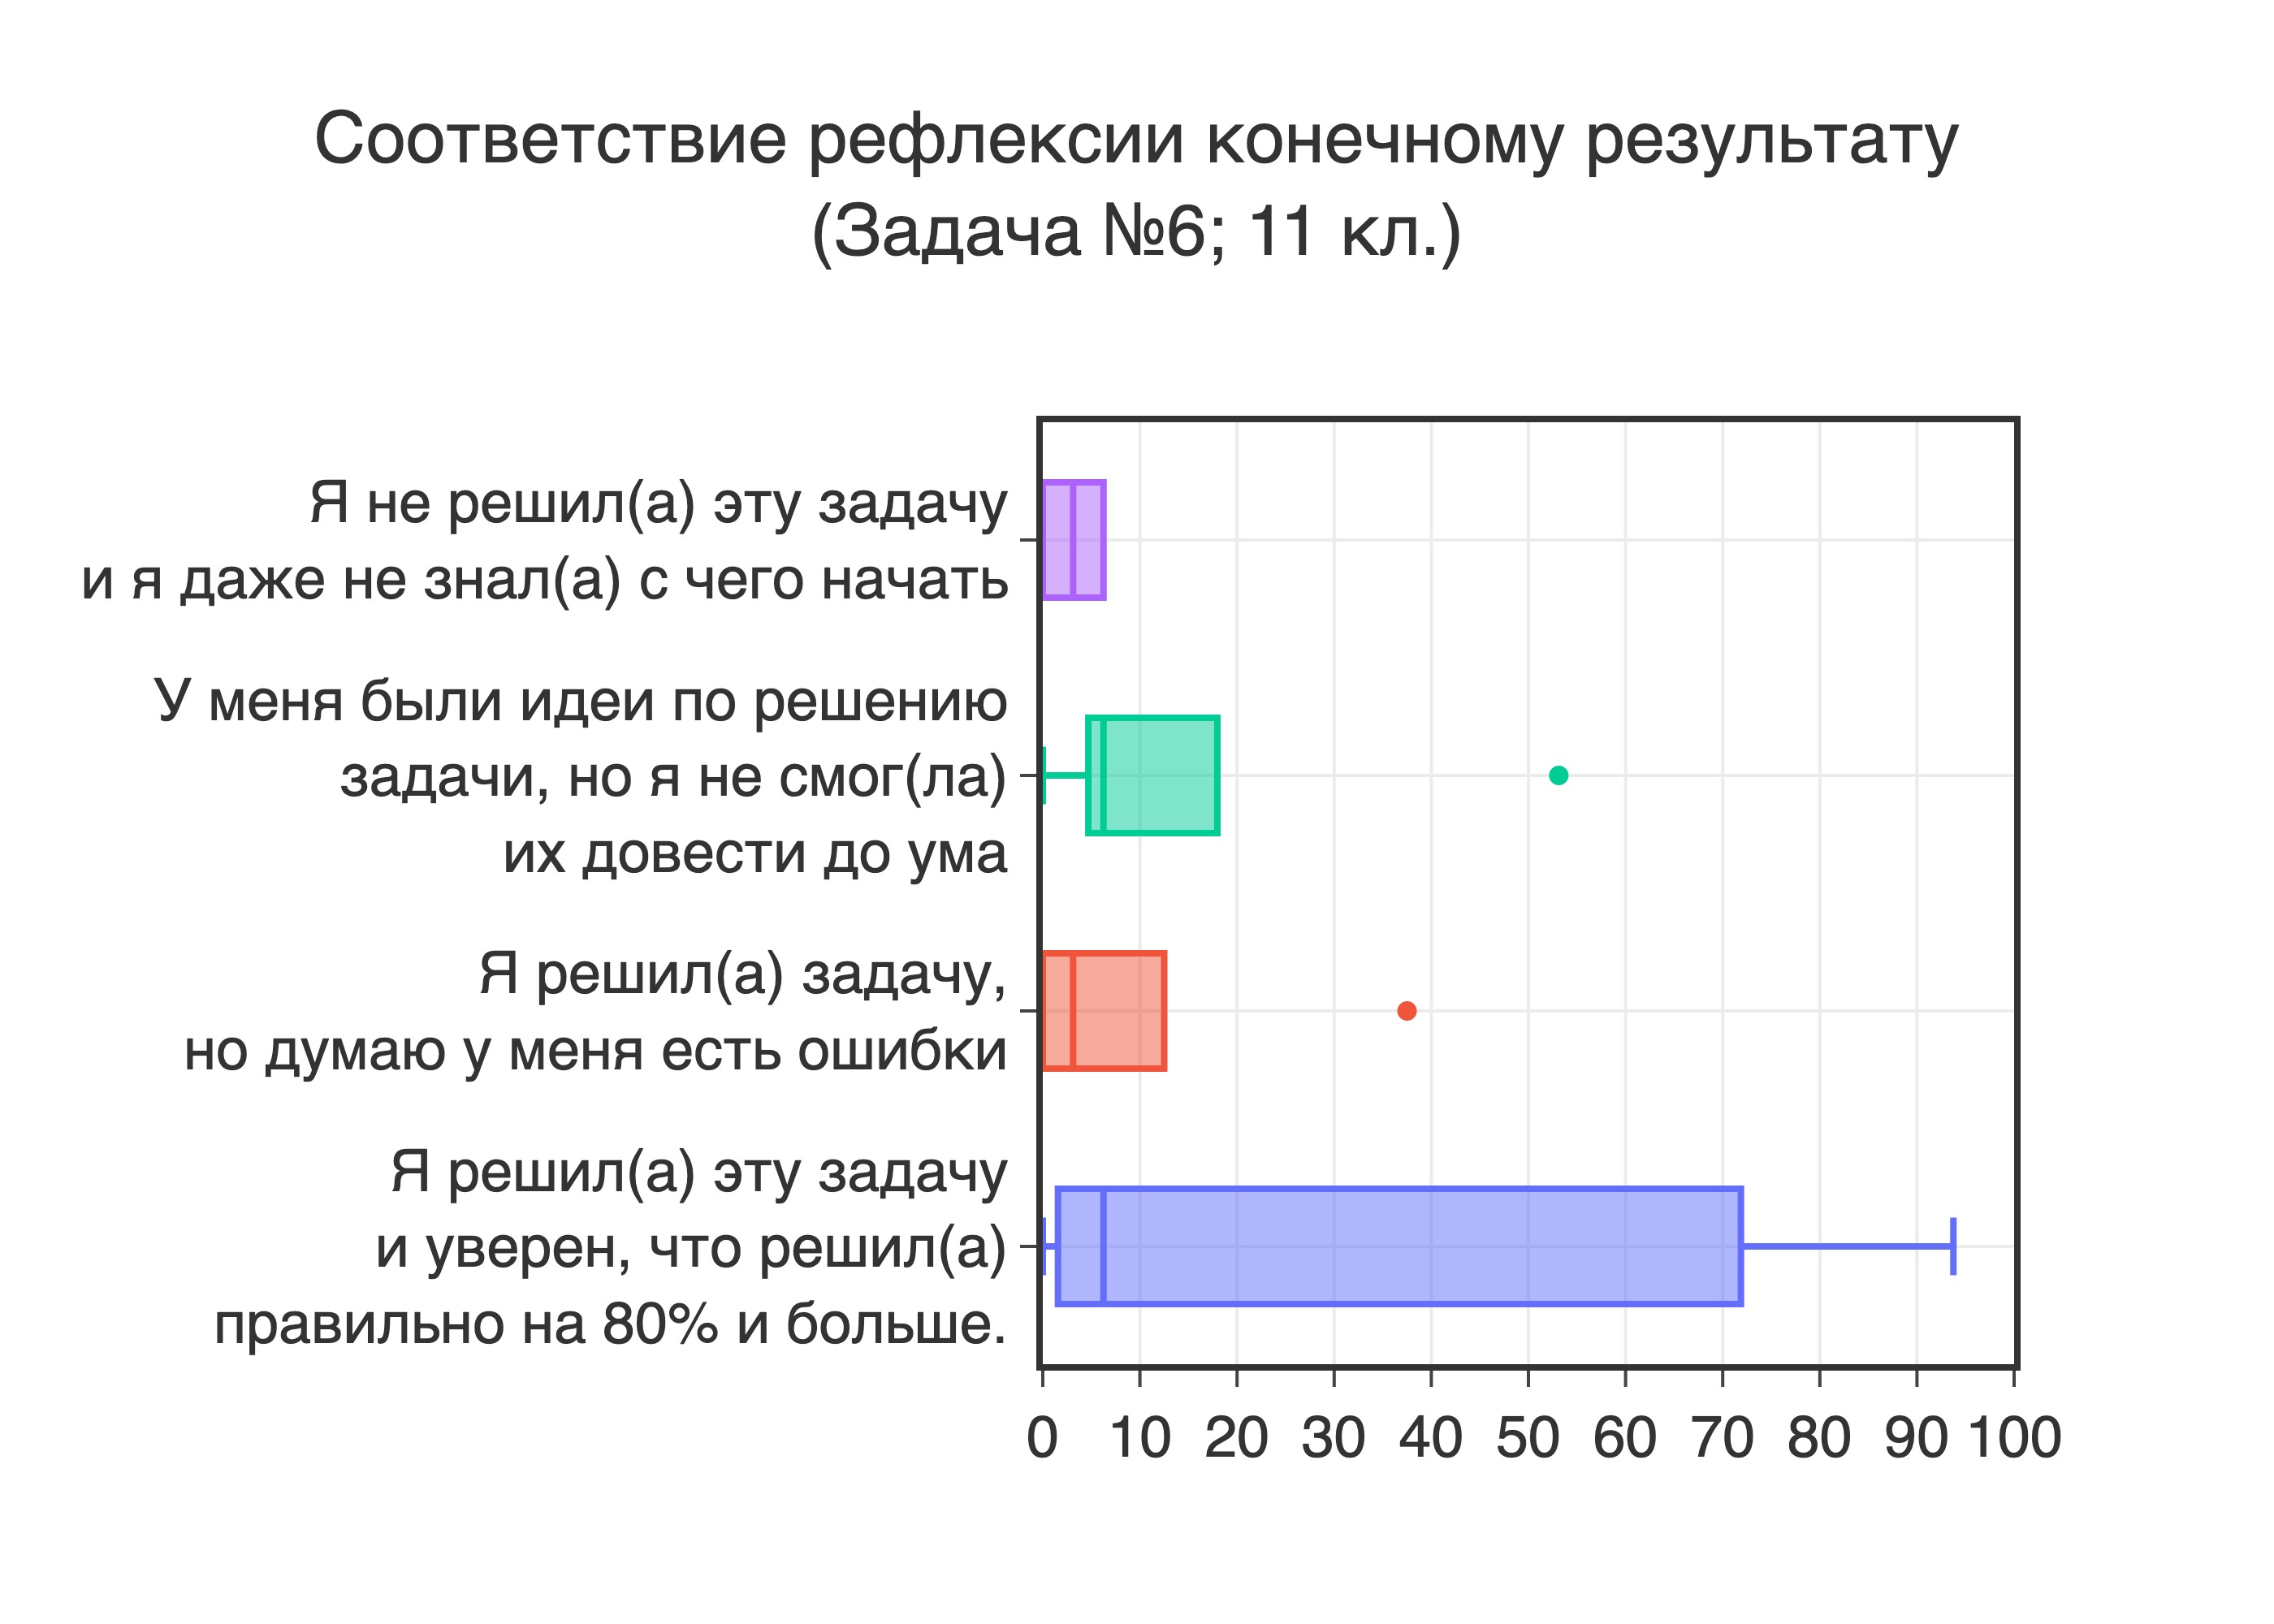 Соответствие рефлексии конечному результату
(Задача №6; 11 кл.)
Я не решил(а) эту задачу
и я даже не знал(а) с чего начать
У меня были идеи по решению
задачи, но я не смог(ла)
их довести до ума
Я решил(а) задачу,
но думаю у меня есть ошибки
Я решил(а) эту задачу
и уверен, что решил(а)
правильно на 80% и больше.
0 10 20 30 40 50 60 70 80 90 100